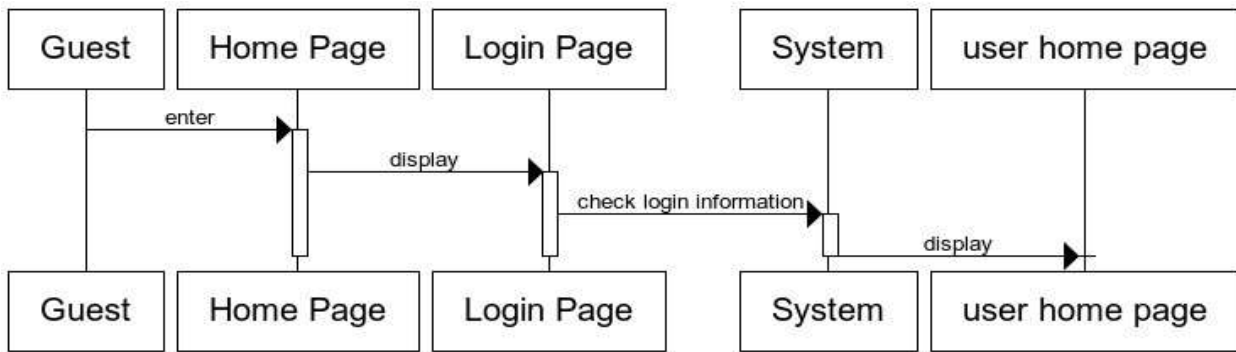 Guest
Home Page
Login Page
System
user home page
enter
display
check login information
display
Guest
Home Page
Login Page
System
user home page